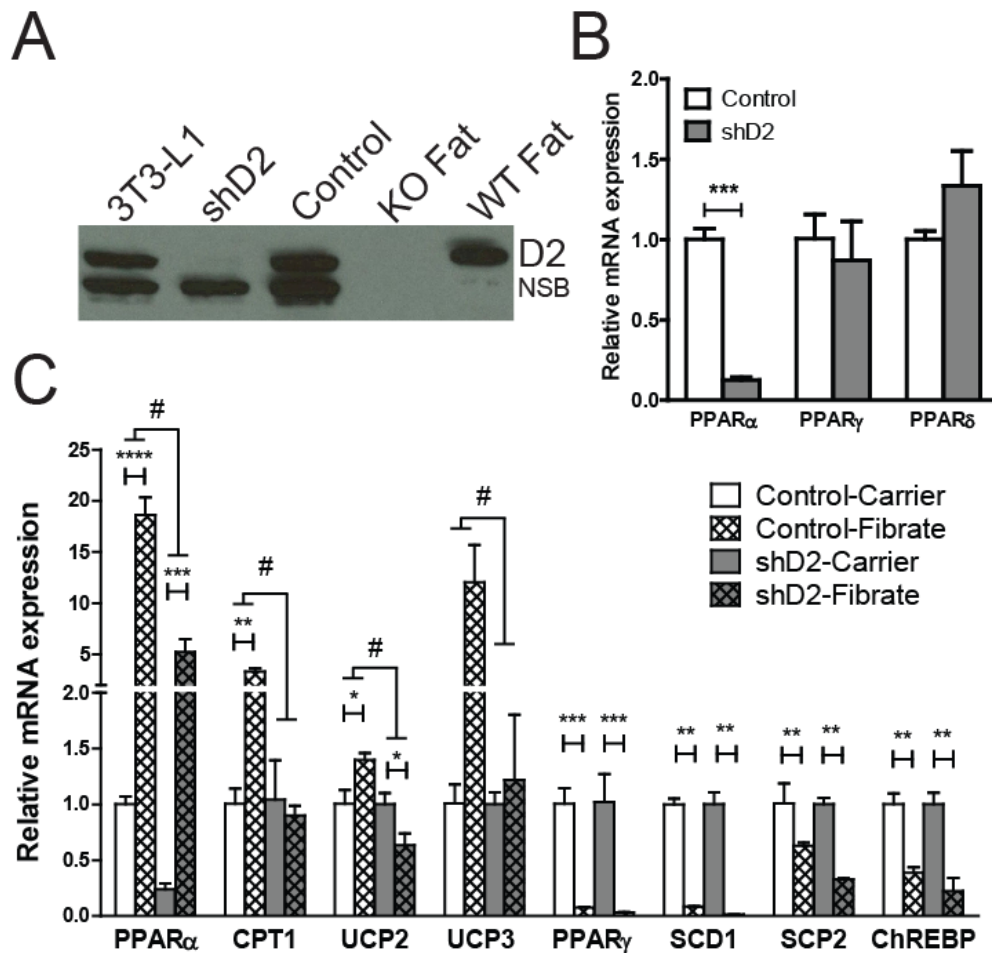 A
3T3-L1 shD2 Control KO Fat WT Fat
D2
NSB
B
Relative mRNA expression
2.0
1.5
1.0
0.5
0.0
Control
shD2
***
PPARα PPARγ PPARδ
C
Relative mRNA expression
25
20
15
10
5
2.0
1.5
1.0
0.5
0.0
# # # #
**** *** ** * * *** *** ** ** ** ** ** **
Control-Carrier
Control-Fibrate
shD2-Carrier
shD2-Fibrate
PPARα CPT1 UCP2 UCP3 PPARγ SCD1 SCP2 ChREBP